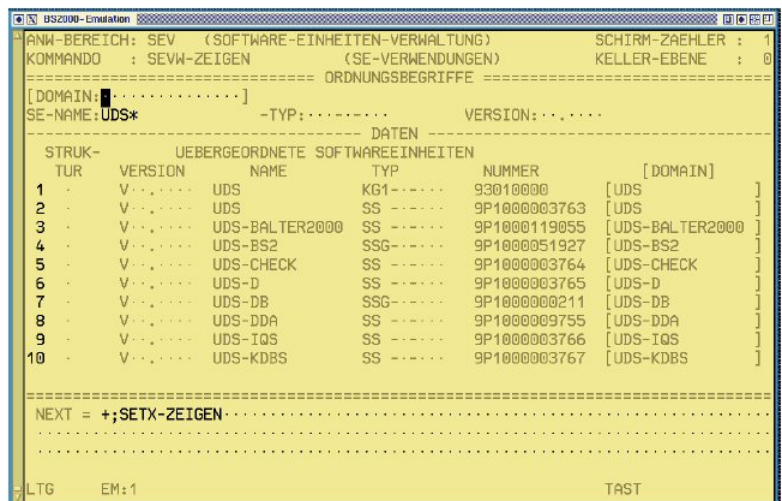 BS2000-Emulation
ANW-BEREICH: SEV (SOFTWARE-EINHEITEN-VERWALTUNG) SCHIRM-ZAEHLER : 1
KOMMANDO : SEVW-ZEIGEN (SE-VERWENDUNGEN) KELLER-EBENE : 0
============================== ORDNUNGSBEGRIFFE ==============================
[DOMAIN:···············]
SE-NAME:UDS* -TYP:···-·-··· VERSION:··.····
------------------------------------ DATEN ------------------------------------
STRUK- UEBERGEORDNETE SOFTWAREEINHEITEN
TUR VERSION NAME TYP NUMMER [DOMAIN]
1 · V··.···· UDS KG1-·-··· 93010000 [UDS ]
2 · V··.···· UDS SS -·-··· 9P1000003763 [UDS ]
3 · V··.···· UDS-BALTER2000 SS -·-··· 9P1000119055 [UDS-BALTER2000 ]
4 · V··.···· UDS-BS2 SSG-·-··· 9P1000051927 [UDS-BS2 ]
5 · V··.···· UDS-CHECK SS -·-··· 9P1000003764 [UDS-CHECK ]
6 · V··.···· UDS-D SS -·-··· 9P1000003765 [UDS-D ]
7 · V··.···· UDS-DB SSG-·-··· 9P1000000211 [UDS-DB ]
8 · V··.···· UDS-DDA SS -·-··· 9P1000009755 [UDS-DDA ]
9 · V··.···· UDS-IQS SS -·-··· 9P1000003766 [UDS-IQS ]
10 · V··.···· UDS-KDBS SS -·-··· 9P1000003767 [UDS-KDBS ]
===============================================================================
NEXT = +;SETX-ZEIGEN·······················································
LTG EM:1 TAST